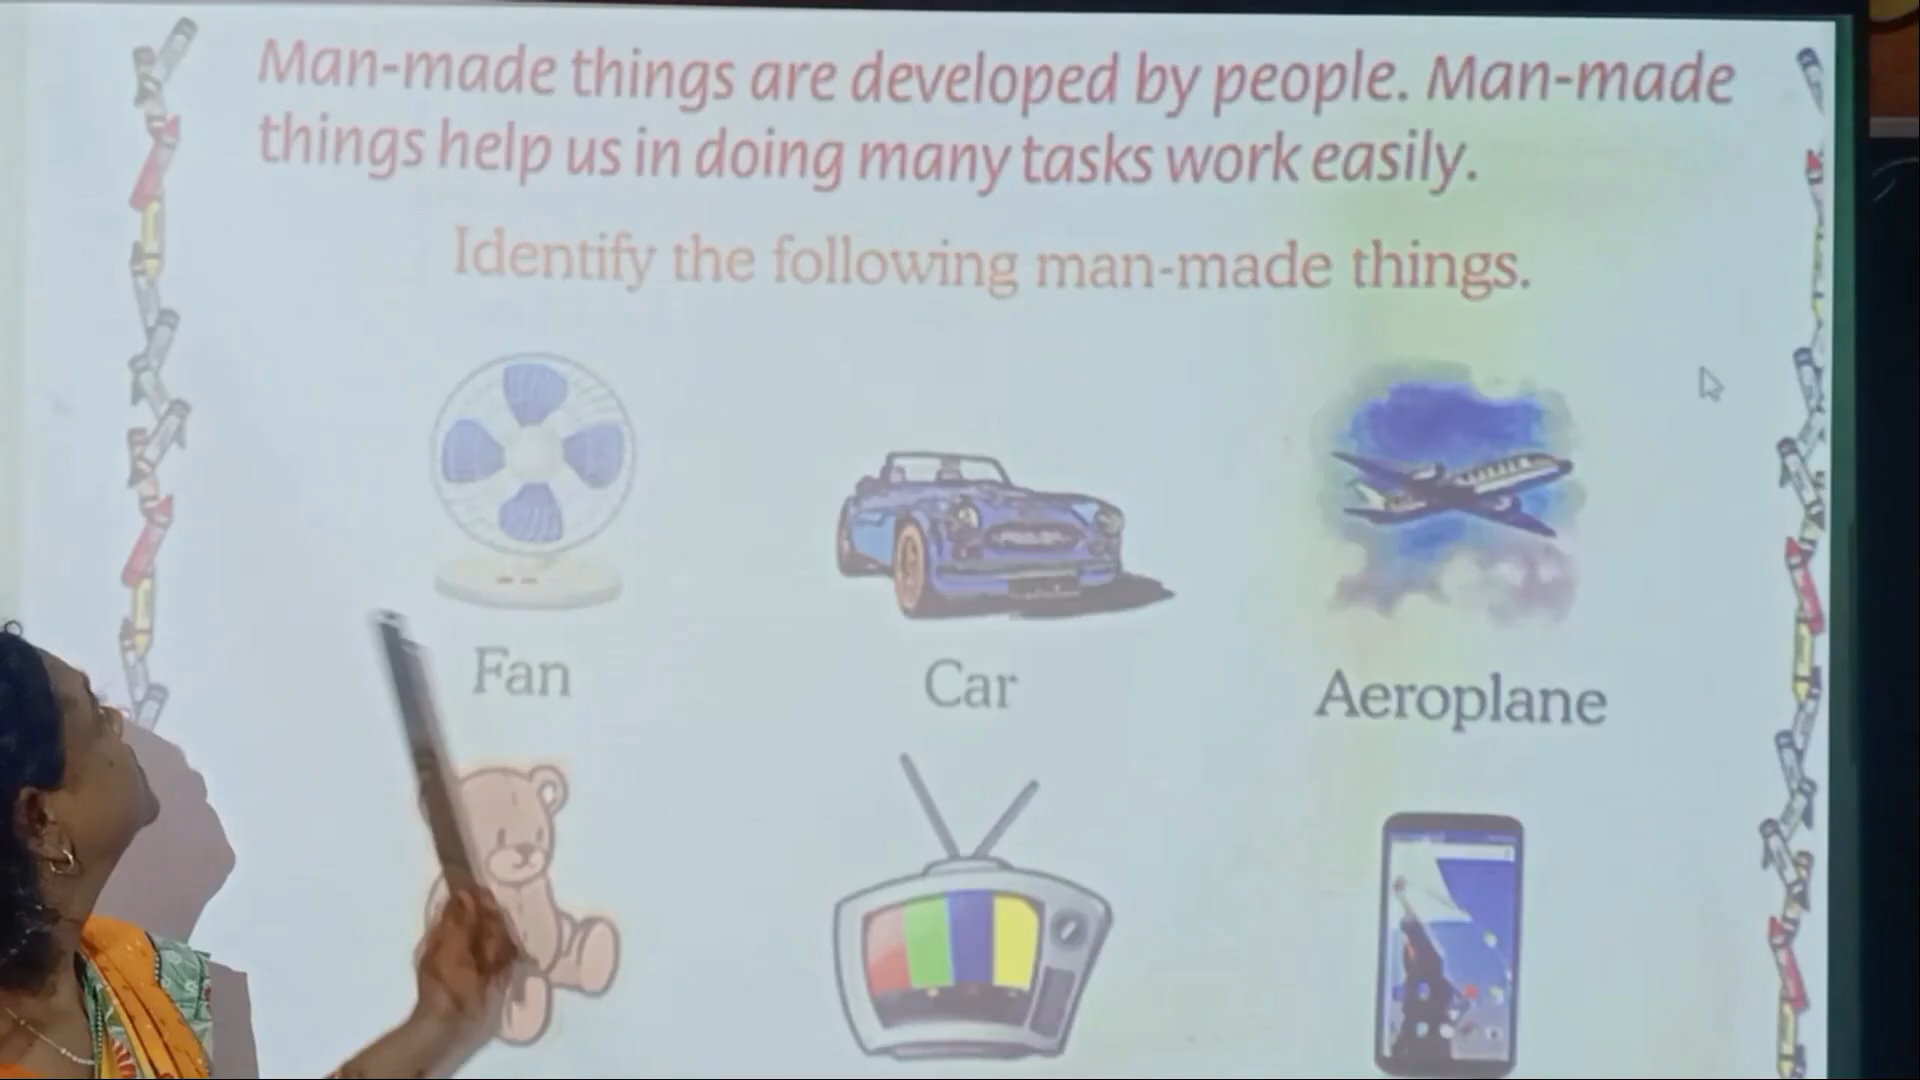 Man-made things are developed by people. Man-made
things help us in doing many tasks work easily.
Identify the following man-made things.
Fan
Car
Aeroplane